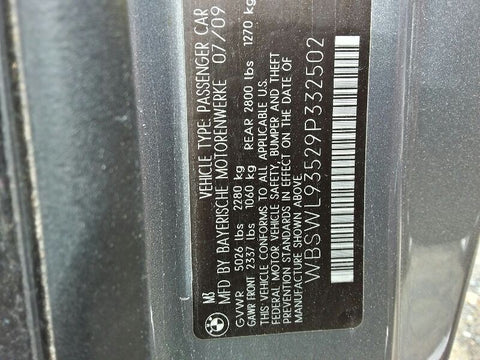 M3
VEHICLE TYPE: PASSENGER CAR
MFD BY BAYERISCHE MOTORENWERKE 07/09
GVWR 5026 lbs 2280 kg
GAWR FRONT 2337 lbs 1060 kg REAR 2800 lbs 1270 kg
THIS VEHICLE CONFORMS TO ALL APPLICABLE U.S.
FEDERAL MOTOR VEHICLE SAFETY, BUMPER AND THEFT
PREVENTION STANDARDS IN EFFECT ON THE DATE OF
MANUFACTURE SHOWN ABOVE.
WBSWL93529P332502